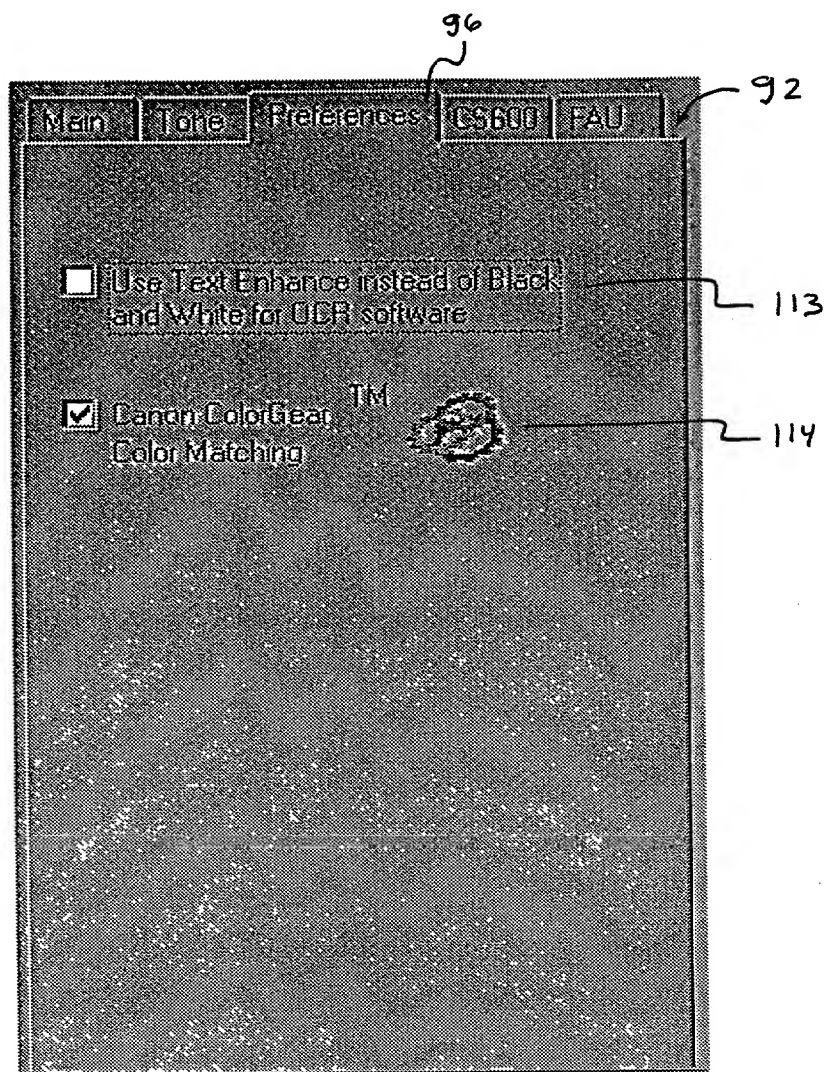 96
92
Main Tone Preferences CS600 FAU
Use Text Enhance instead of Black
and White for OCR software
113
Canon ColorGear TM
Color Matching
114